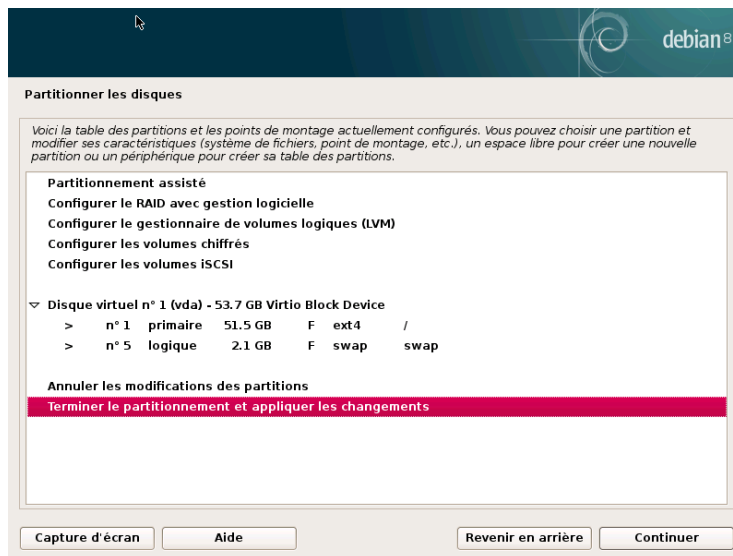 debian 8
Partitionner les disques
Voici la table des partitions et les points de montage actuellement configurés. Vous pouvez choisir une partition et
modifier ses caractéristiques (système de fichiers, point de montage, etc.), un espace libre pour créer une nouvelle
partition ou un périphérique pour créer sa table des partitions.
Partitionnement assisté
Configurer le RAID avec gestion logicielle
Configurer le gestionnaire de volumes logiques (LVM)
Configurer les volumes chiffrés
Configurer les volumes iSCSI
Disque virtuel n° 1 (vda) - 53.7 GB Virtio Block Device
> n° 1 primaire 51.5 GB F ext4 /
> n° 5 logique 2.1 GB F swap swap
Annuler les modifications des partitions
Terminer le partitionnement et appliquer les changements
Capture d'écran Aide Revenir en arrière Continuer